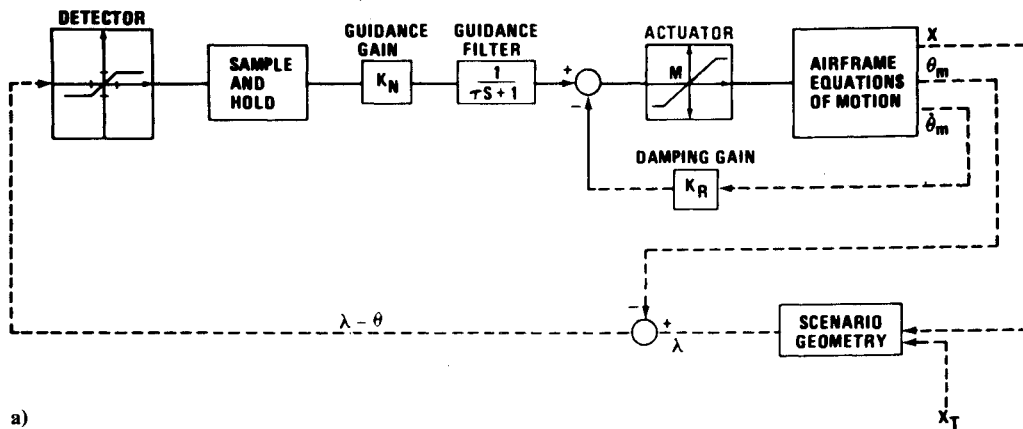 DETECTOR
SAMPLE
AND
HOLD
GUIDANCE
GAIN
K_N
GUIDANCE
FILTER
1
τS + 1
+
−
ACTUATOR
M
AIRFRAME
EQUATIONS
OF MOTION
X
θ_m
θ̇_m
DAMPING GAIN
K_R
−
+
λ − θ
λ
SCENARIO
GEOMETRY
X_T
a)